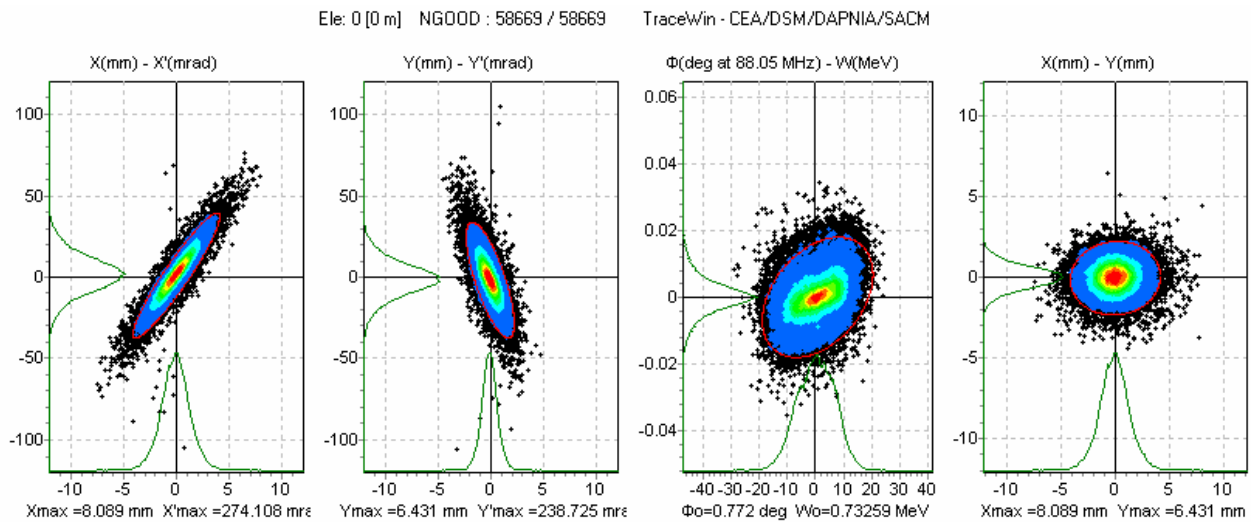 Ele: 0 [0 m] NGOOD : 58669 / 58669 TraceWin - CEA/DSM/DAPNIA/SACM
X(mm) - X'(mrad)
100
50
0
-50
-100
-10 -5 0 5 10
Xmax =8.089 mm X'max =274.108 mra
Y(mm) - Y'(mrad)
100
50
0
-50
-100
-10 -5 0 5 10
Ymax =6.431 mm Y'max =238.725 mra
Φ(deg at 88.05 MHz) - W(MeV)
0.06
0.04
0.02
0
-0.02
-0.04
-40 -30 -20 -10 0 10 20 30 40
Φo=0.772 deg Wo=0.73259 MeV
X(mm) - Y(mm)
10
5
0
-5
-10
-10 -5 0 5 10
Xmax =8.089 mm Ymax =6.431 mm